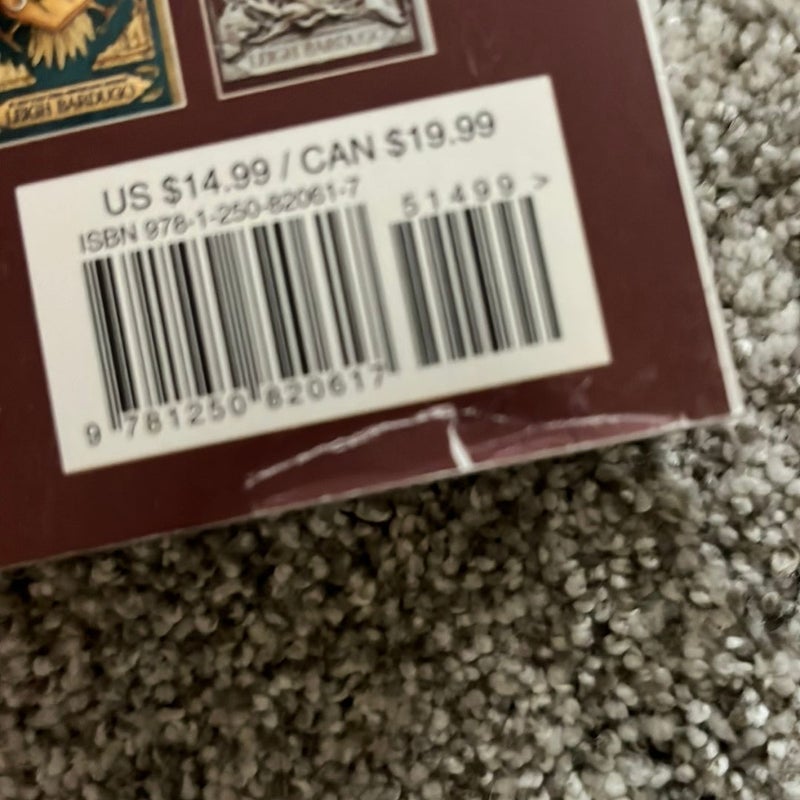 LEIGH BARDUGO
LEIGH BARDUGO
US $14.99 / CAN $19.99
ISBN 978-1-250-82061-7
51499 >
9 781250 820617